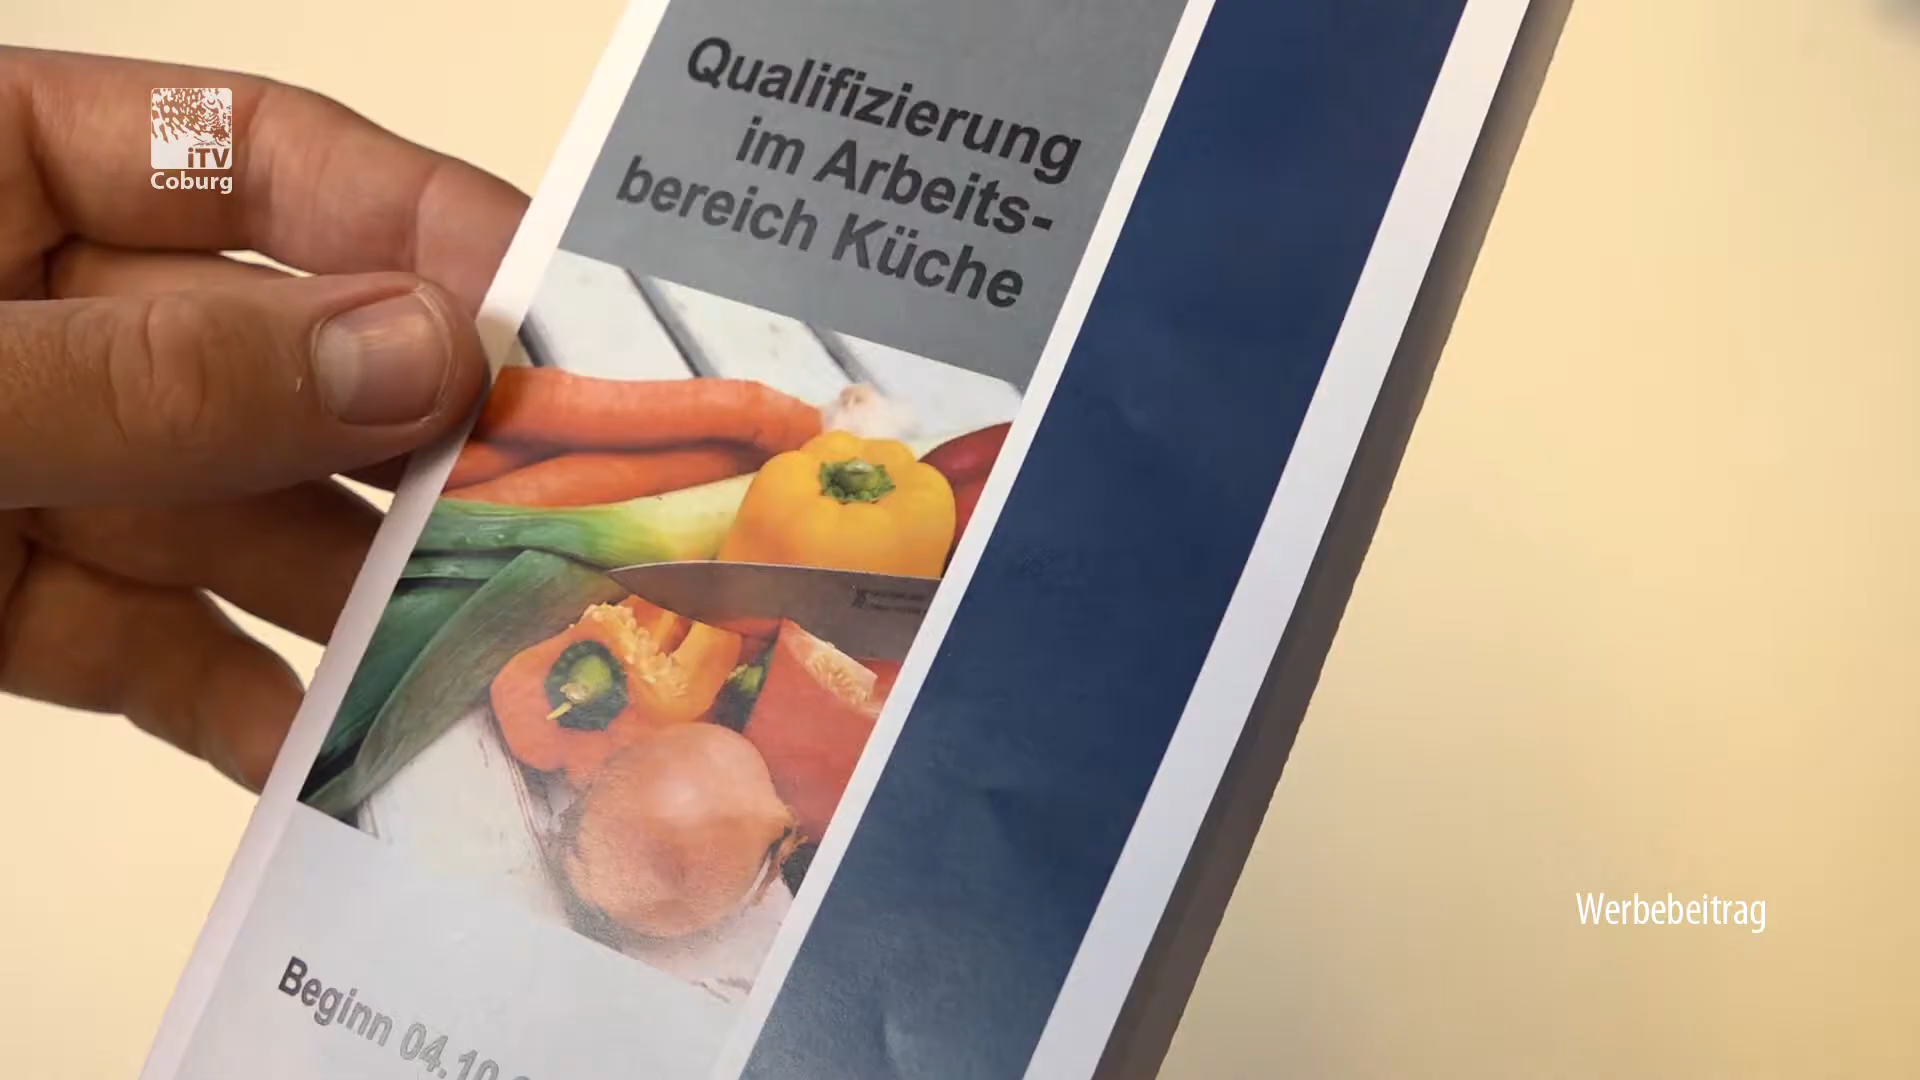 iTV
Coburg
Qualifizierung
im Arbeits-
bereich Küche
Beginn 04.10.
Werbebeitrag